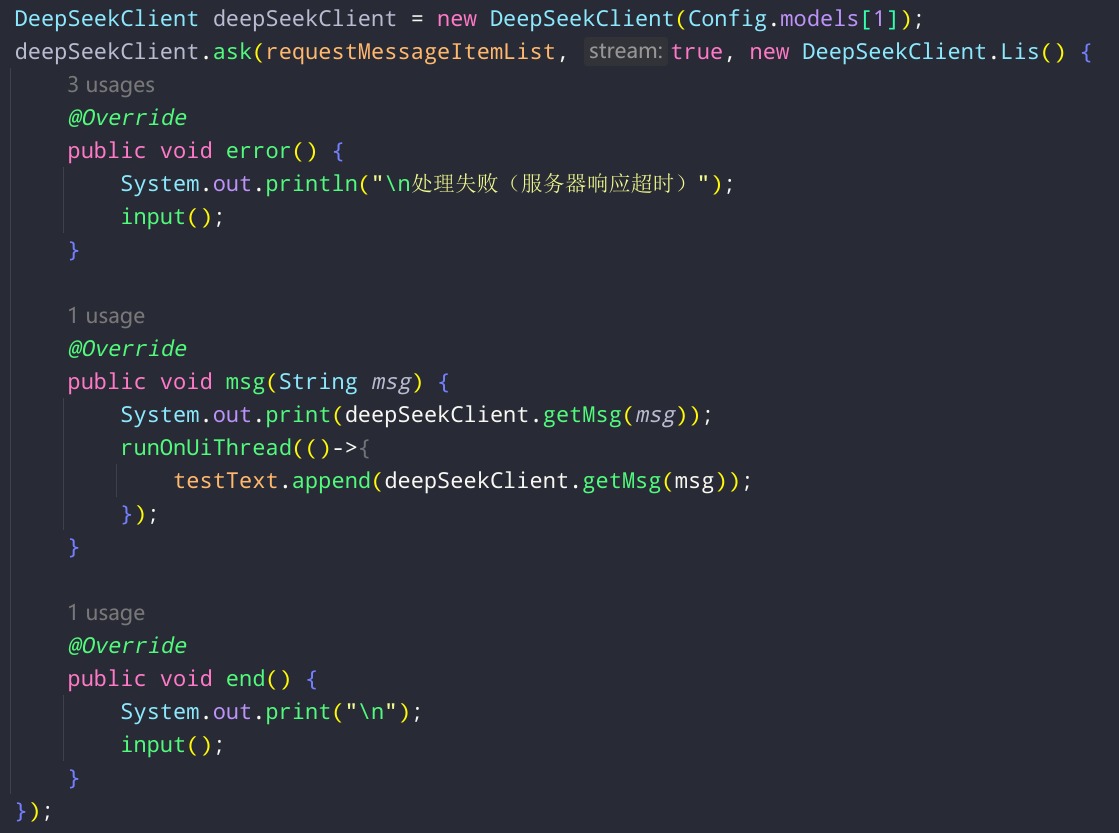 DeepSeekClient deepSeekClient = new DeepSeekClient(Config.models[1]);
deepSeekClient.ask(requestMessageItemList, stream: true, new DeepSeekClient.Lis() {
3 usages
@Override
public void error() {
System.out.println("\n处理失败（服务器响应超时）");
input();
}
1 usage
@Override
public void msg(String msg) {
System.out.print(deepSeekClient.getMsg(msg));
runOnUiThread(()->{
testText.append(deepSeekClient.getMsg(msg));
});
}
1 usage
@Override
public void end() {
System.out.print("\n");
input();
}
});